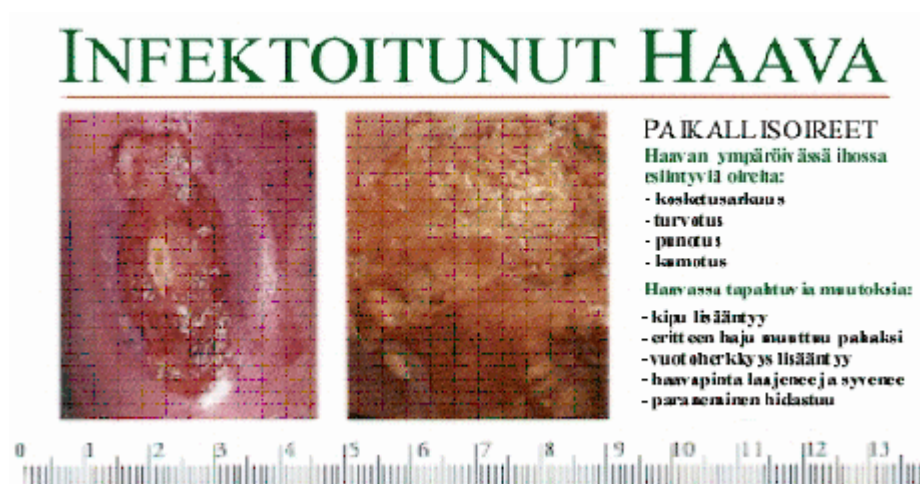 INFEKTOITUNUT HAAVA
PAIKALLISOIREET
Haavan ympäröivässä ihossa
esiintyviä oireita:
- kosketusarkuus
- turvotus
- punotus
- kumotus
Haavassa tapahtuvia muutoksia:
- kipu lisääntyy
- eritteen haju muuttuu pahaksi
- vuotoherkkyys lisääntyy
- haavapinta laajenee ja syvenee
- paraneminen hidastuu
0 1 2 3 4 5 6 7 8 9 10 11 12 13